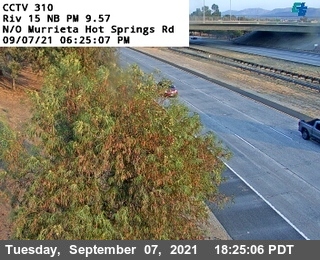 CCTV 310
Riv 15 NB PM 9.57
N/O Murrieta Hot Springs Rd
09/07/21 06:25:07 PM
Tuesday, September 07, 2021 18:25:06 PDT